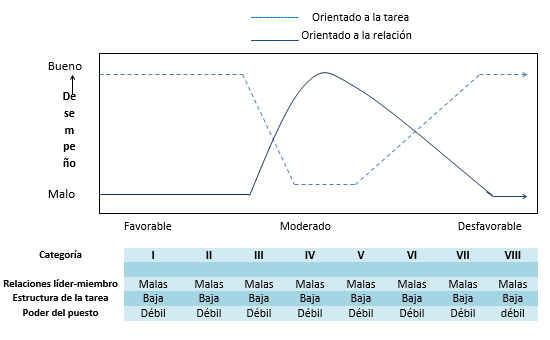 Orientado a la tarea
Orientado a la relación
Bueno
De
se
m
pe
ño
Malo
Favorable Moderado Desfavorable
Categoría I II III IV V VI VII VIII
Relaciones líder-miembro Malas Malas Malas Malas Malas Malas Malas Malas
Estructura de la tarea Baja Baja Baja Baja Baja Baja Baja Baja
Poder del puesto Débil Débil Débil Débil Débil Débil Débil débil